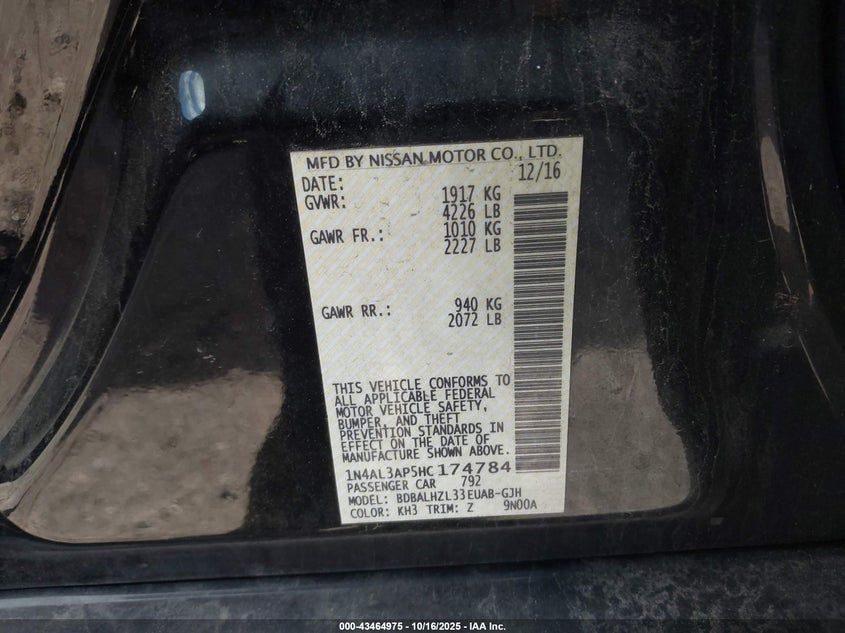 MFD BY NISSAN MOTOR CO., LTD.
DATE: 12/16
GVWR: 1917 KG
4226 LB
GAWR FR.: 1010 KG
2227 LB
GAWR RR.: 940 KG
2072 LB
THIS VEHICLE CONFORMS TO
ALL APPLICABLE FEDERAL
MOTOR VEHICLE SAFETY,
BUMPER, AND THEFT
PREVENTION STANDARDS IN
EFFECT ON THE DATE OF
MANUFACTURE SHOWN ABOVE.
1N4AL3AP5HC174784
PASSENGER CAR 792
MODEL: BDBALHZL33EUAB-GJH
COLOR: KH3 TRIM: Z 9N00A
000-43464975 - 10/16/2025 - IAA Inc.